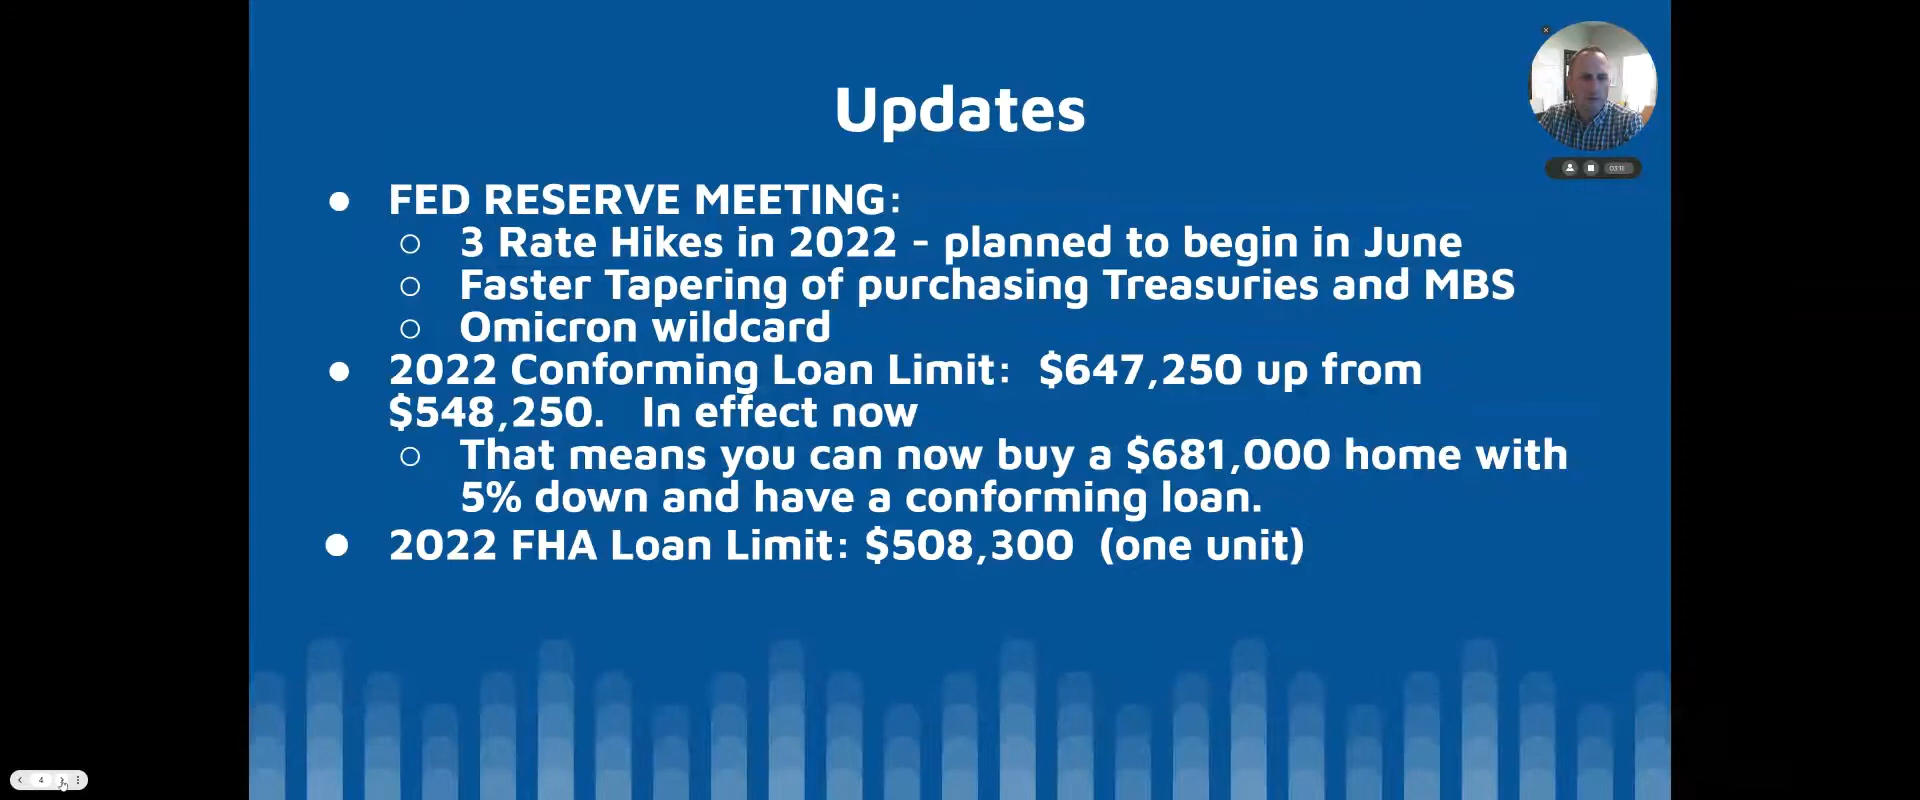 Updates
03:11
● FED RESERVE MEETING:
○ 3 Rate Hikes in 2022 - planned to begin in June
○ Faster Tapering of purchasing Treasuries and MBS
○ Omicron wildcard
● 2022 Conforming Loan Limit: $647,250 up from
$548,250. In effect now
○ That means you can now buy a $681,000 home with
5% down and have a conforming loan.
● 2022 FHA Loan Limit: $508,300 (one unit)
4